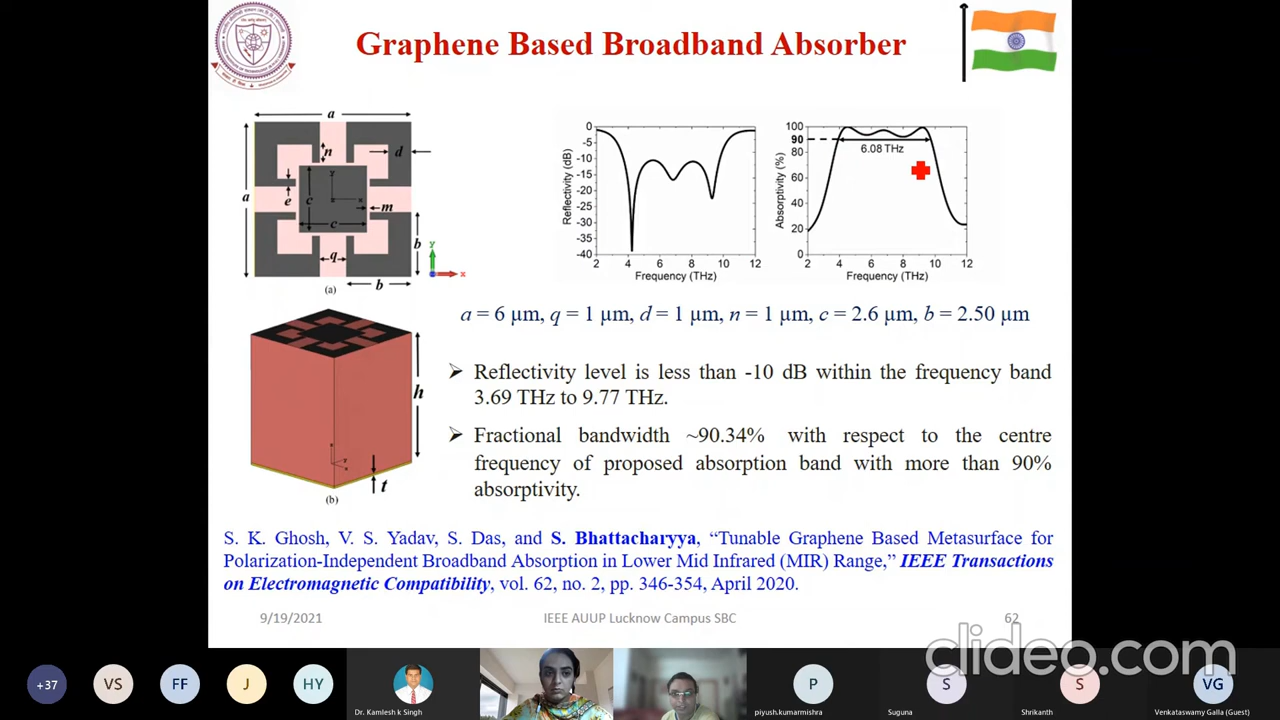 Graphene Based Broadband Absorber
a
n
d
a
e
c
y
x
m
c
q
b
y
x
b
(a)
h
t
(b)
0
-5
-10
-15
-20
-25
-30
-35
-40
Reflectivity (dB)
2 4 6 8 10 12
Frequency (THz)
100
90
80
60
40
20
0
Absorptivity (%)
6.08 THz
2 4 6 8 10 12
Frequency (THz)
a = 6 µm, q = 1 µm, d = 1 µm, n = 1 µm, c = 2.6 µm, b = 2.50 µm
➢ Reflectivity level is less than -10 dB within the frequency band
3.69 THz to 9.77 THz.
➢ Fractional bandwidth ~90.34% with respect to the centre
frequency of proposed absorption band with more than 90%
absorptivity.
S. K. Ghosh, V. S. Yadav, S. Das, and S. Bhattacharyya, “Tunable Graphene Based Metasurface for
Polarization-Independent Broadband Absorption in Lower Mid Infrared (MIR) Range,” IEEE Transactions
on Electromagnetic Compatibility, vol. 62, no. 2, pp. 346-354, April 2020.
9/19/2021
IEEE AUUP Lucknow Campus SBC
62
clideo.com
+37
VS
FF
J
HY
Dr. Kamlesh k Singh
P
piyush.kumarmishra
S
Suguna
S
Shrikanth
VG
Venkataswamy Galla (Guest)